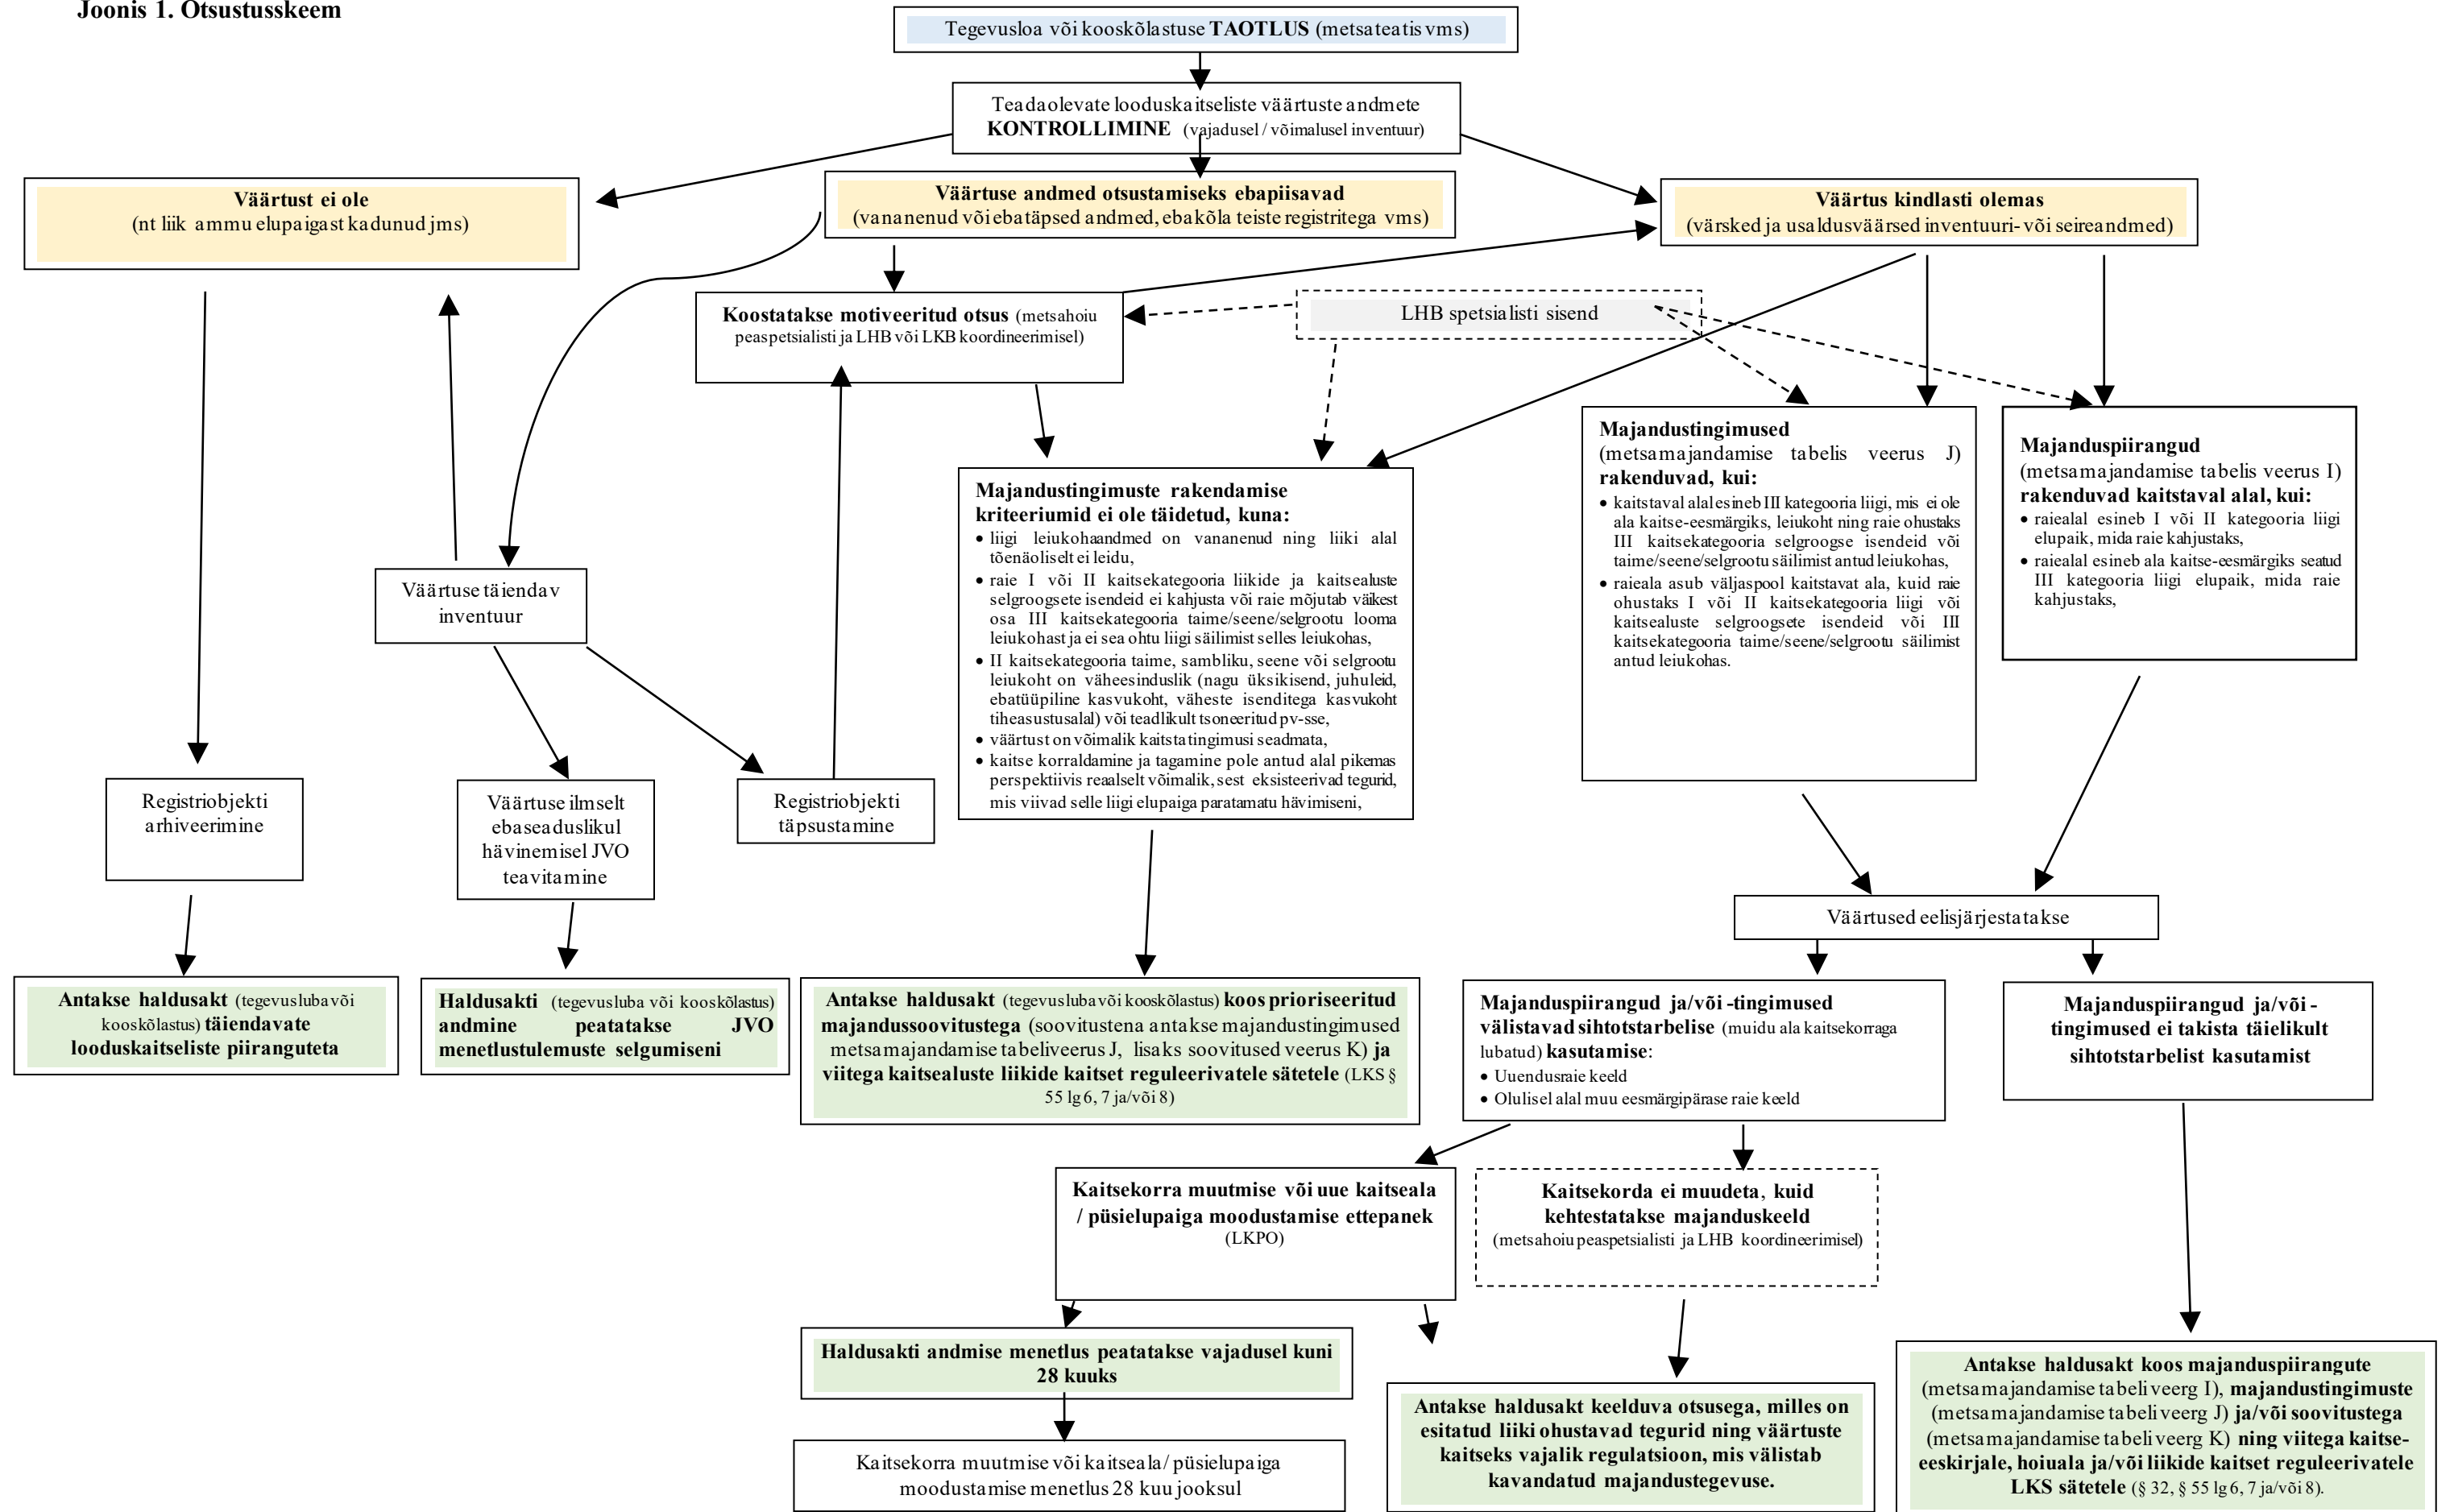 Joonis 1. Otsustusskeem
Tegevusloa või kooskõlastuse TAOTLUS (metsateatis vms)
Teadaolevate looduskaitseliste väärtuste andmete
KONTROLLIMINE (vajadusel / võimalusel inventuur)
Väärtust ei ole
(nt liik ammu elupaigast kadunud jms)
Väärtuse andmed otsustamiseks ebapiisavad
(vananenud või ebatäpsed andmed, ebakõla teiste registritega vms)
Väärtus kindlasti olemas
(värsked ja usaldusväärsed inventuuri- või seireandmed)
Koostatakse motiveeritud otsus (metsahoiu
peaspetsialisti ja LHB või LKB koordineerimisel)
LHB spetsialisti sisend
Majandustingimuste rakendamise
kriteeriumid ei ole täidetud, kuna:
• liigi leiukohaandmed on vananenud ning liiki alal
tõenäoliselt ei leidu,
• raie I või II kaitsekategooria liikide ja kaitsealuste
selgroogsete isendeid ei kahjusta või raie mõjutab väikest
osa III kaitsekategooria taime/seene/selgrootu looma
leiukohast ja ei sea ohtu liigi säilimist selles leiukohas,
• II kaitsekategooria taime, sambliku, seene või selgrootu
leiukoht on väheesinduslik (nagu üksikisend, juhuleid,
ebatüüpiline kasvukoht, väheste isenditega kasvukoht
tiheasustusalal) või teadlikult tsoneeritud pv-sse,
• väärtust on võimalik kaitsta tingimusi seadmata,
• kaitse korraldamine ja tagamine pole antud alal pikemas
perspektiivis reaalselt võimalik, sest eksisteerivad tegurid,
mis viivad selle liigi elupaiga paratamatu hävimiseni,
Majandustingimused
(metsamajandamise tabelis veerus J)
rakenduvad, kui:
• kaitstaval alal esineb III kategooria liigi, mis ei ole
ala kaitse-eesmärgiks, leiukoht ning raie ohustaks
III kaitsekategooria selgroogse isendeid või
taime/seene/selgrootu säilimist antud leiukohas,
• raieala asub väljaspool kaitstavat ala, kuid raie
ohustaks I või II kaitsekategooria liigi või
kaitsealuste selgroogsete isendeid või III
kaitsekategooria taime/seene/selgrootu säilimist
antud leiukohas.
Majanduspiirangud
(metsamajandamise tabelis veerus I)
rakenduvad kaitstaval alal, kui:
• raiealal esineb I või II kategooria liigi
elupaik, mida raie kahjustaks,
• raiealal esineb ala kaitse-eesmärgiks seatud
III kategooria liigi elupaik, mida raie
kahjustaks,
Väärtuse täiendav
inventuur
Registriobjekti
arhiveerimine
Väärtuse ilmselt
ebaseaduslikul
hävinemisel JVO
teavitamine
Registriobjekti
täpsustamine
Väärtused eelisjärjestatakse
Antakse haldusakt (tegevusluba või
kooskõlastus) täiendavate
looduskaitseliste piiranguteta
Haldusakti (tegevusluba või kooskõlastus)
andmine peatatakse JVO
menetlustulemuste selgumiseni
Antakse haldusakt (tegevusluba või kooskõlastus) koos prioriseeritud
majandussoovitustega (soovitustena antakse majandustingimused
metsamajandamise tabeli veerus J, lisaks soovitused veerus K) ja
viitega kaitsealuste liikide kaitset reguleerivatele sätetele (LKS §
55 lg 6, 7 ja/või 8)
Majanduspiirangud ja/või -tingimused
välistavad sihtotstarbelise (muidu ala kaitsekorraga
lubatud) kasutamise:
• Uuendusraie keeld
• Olulisel alal muu eesmärgipärase raie keeld
Majanduspiirangud ja/või -
tingimused ei takista täielikult
sihtotstarbelist kasutamist
Kaitsekorra muutmise või uue kaitseala
/ püsielupaiga moodustamise ettepanek
(LKPO)
Kaitsekorda ei muudeta, kuid
kehtestatakse majanduskeeld
(metsahoiu peaspetsialisti ja LHB koordineerimisel)
Haldusakti andmise menetlus peatatakse vajadusel kuni
28 kuuks
Kaitsekorra muutmise või kaitseala/ püsielupaiga
moodustamise menetlus 28 kuu jooksul
Antakse haldusakt keelduva otsusega, milles on
esitatud liiki ohustavad tegurid ning väärtuste
kaitseks vajalik regulatsioon, mis välistab
kavandatud majandustegevuse.
Antakse haldusakt koos majanduspiirangute
(metsamajandamise tabeli veerg I), majandustingimuste
(metsamajandamise tabeli veerg J) ja/või soovitustega
(metsamajandamise tabeli veerg K) ning viitega kaitse-
eeskirjale, hoiuala ja/või liikide kaitset reguleerivatele
LKS sätetele (§ 32, § 55 lg 6, 7 ja/või 8).